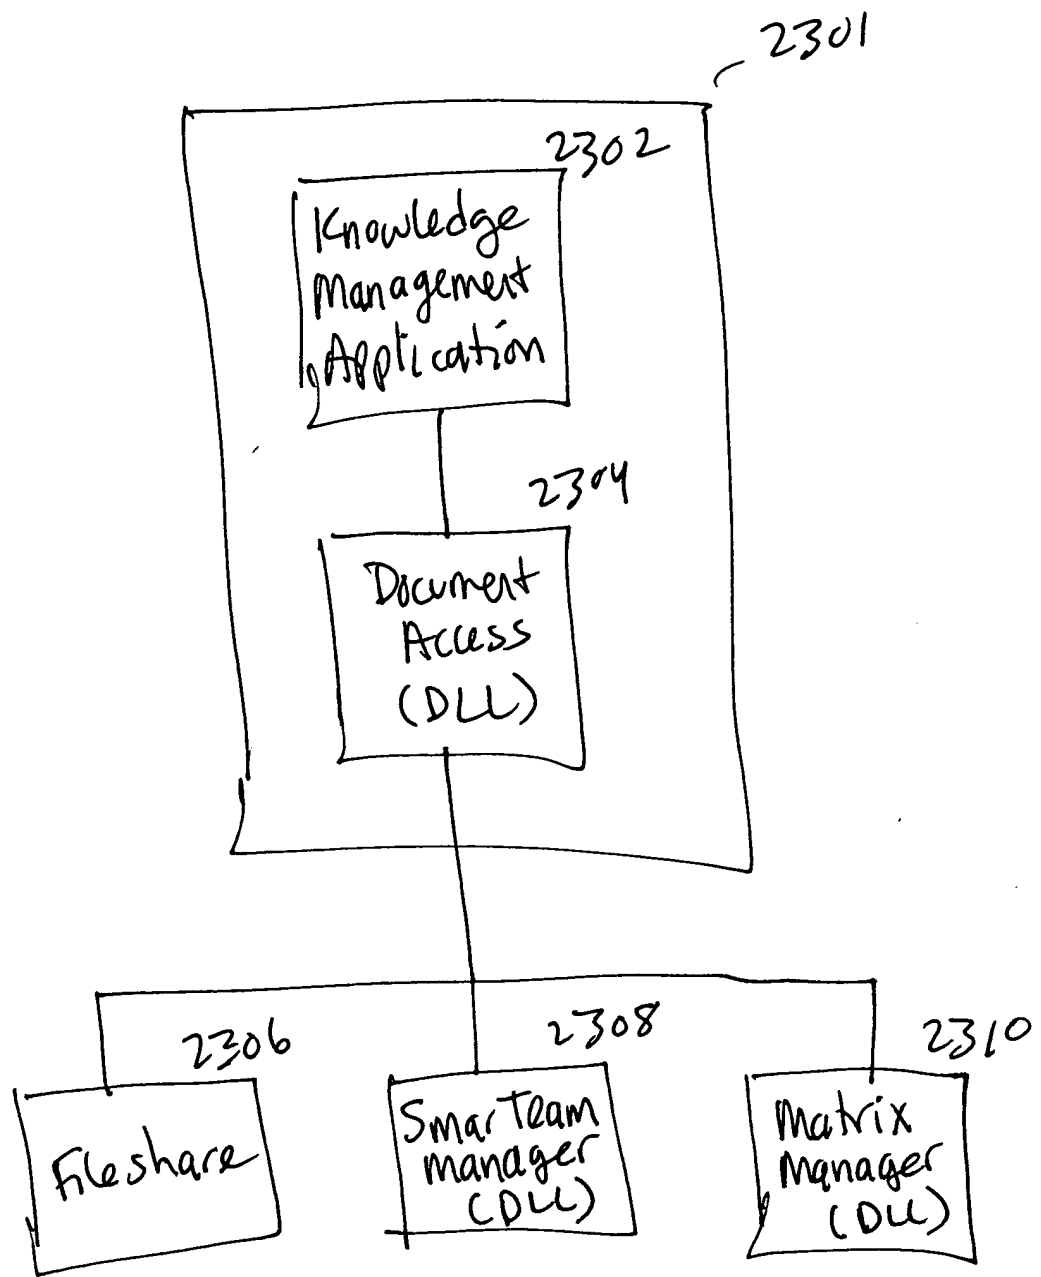 2301
2302
Knowledge
Management
Application
2304
Document
Access
(DLL)
2306
Fileshare
2308
SmarTeam
Manager
(DLL)
2310
Matrix
Manager
(DLL)